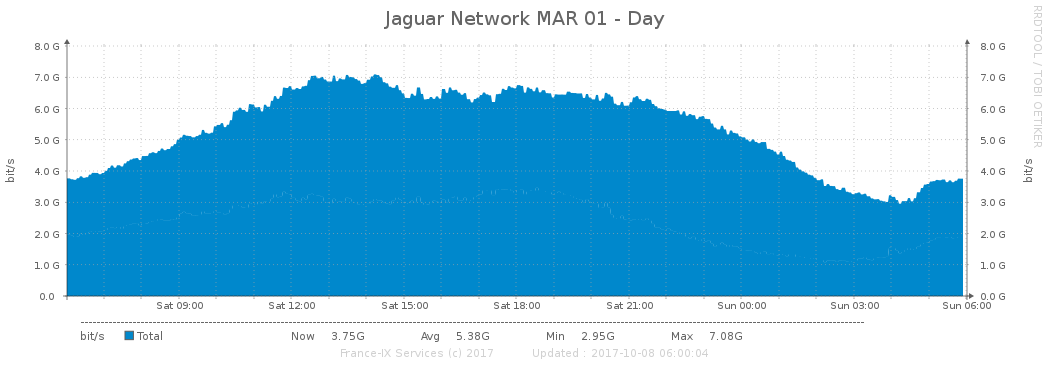 Jaguar Network MAR 01 - Day
RRDTOOL / TOBI OETIKER
8.0 G 8.0 G
7.0 G 7.0 G
6.0 G 6.0 G
5.0 G 5.0 G
4.0 G 4.0 G
3.0 G 3.0 G
2.0 G 2.0 G
1.0 G 1.0 G
0.0 0.0 G
bit/s bit/s
Sat 09:00 Sat 12:00 Sat 15:00 Sat 18:00 Sat 21:00 Sun 00:00 Sun 03:00 Sun 06:00
bit/s Total Now 3.75G Avg 5.38G Min 2.95G Max 7.08G
France-IX Services (c) 2017 Updated : 2017-10-08 06:00:04